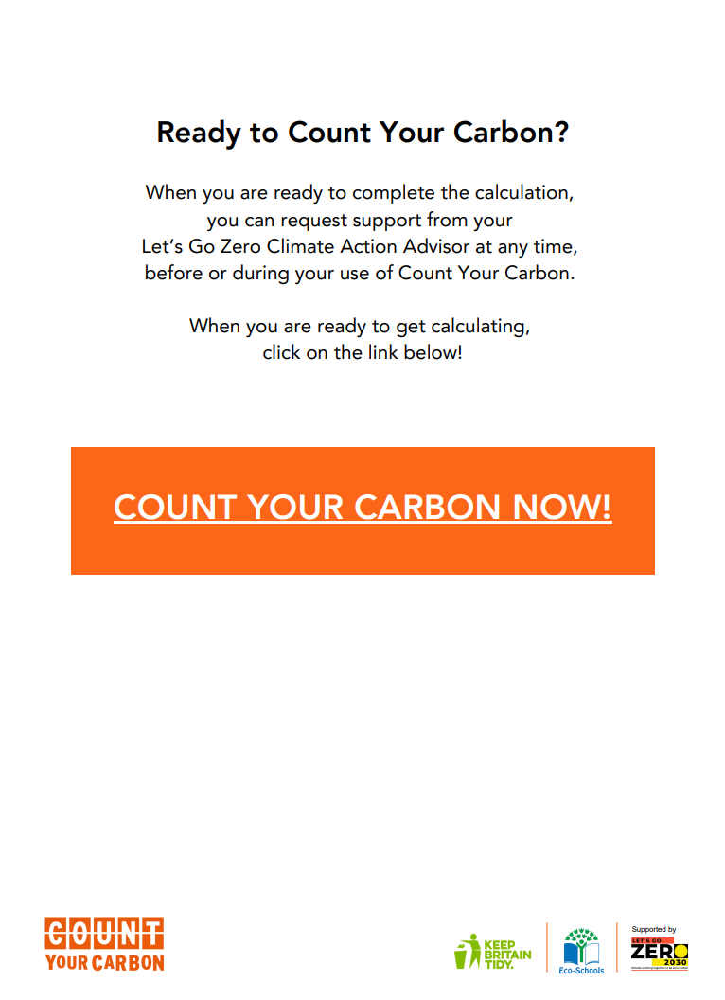 Ready to Count Your Carbon?
When you are ready to complete the calculation,
you can request support from your
Let's Go Zero Climate Action Advisor at any time,
before or during your use of Count Your Carbon.
When you are ready to get calculating,
click on the link below!
COUNT YOUR CARBON NOW!
COUNT
YOUR CARBON
KEEP
BRITAIN
TIDY.
Eco-Schools
Supported by
LET'S GO
ZERO
2030